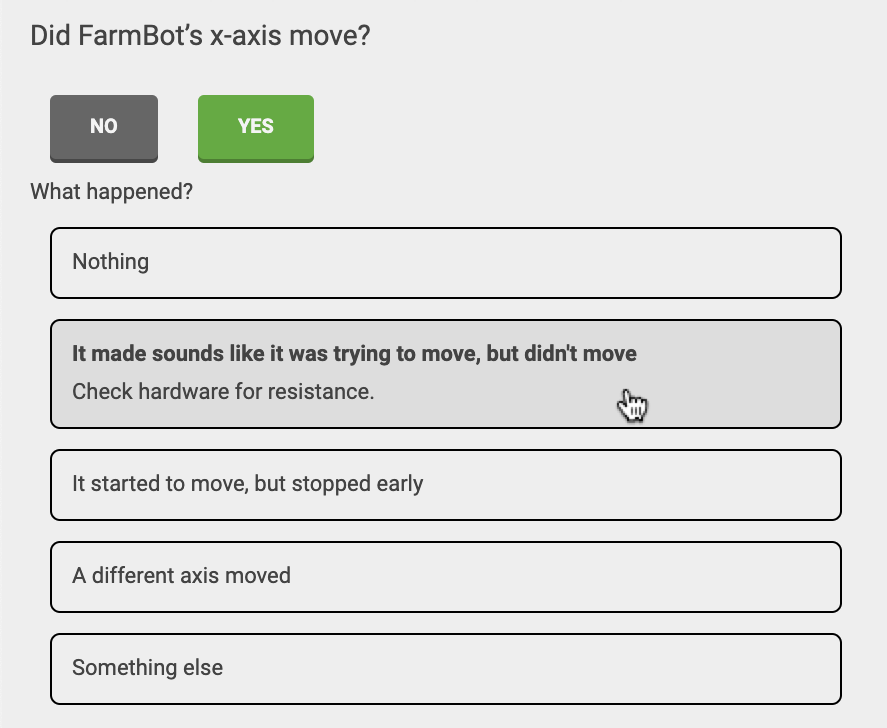 Did FarmBot’s x-axis move?
NO
YES
What happened?
Nothing
It made sounds like it was trying to move, but didn't move
Check hardware for resistance.
It started to move, but stopped early
A different axis moved
Something else